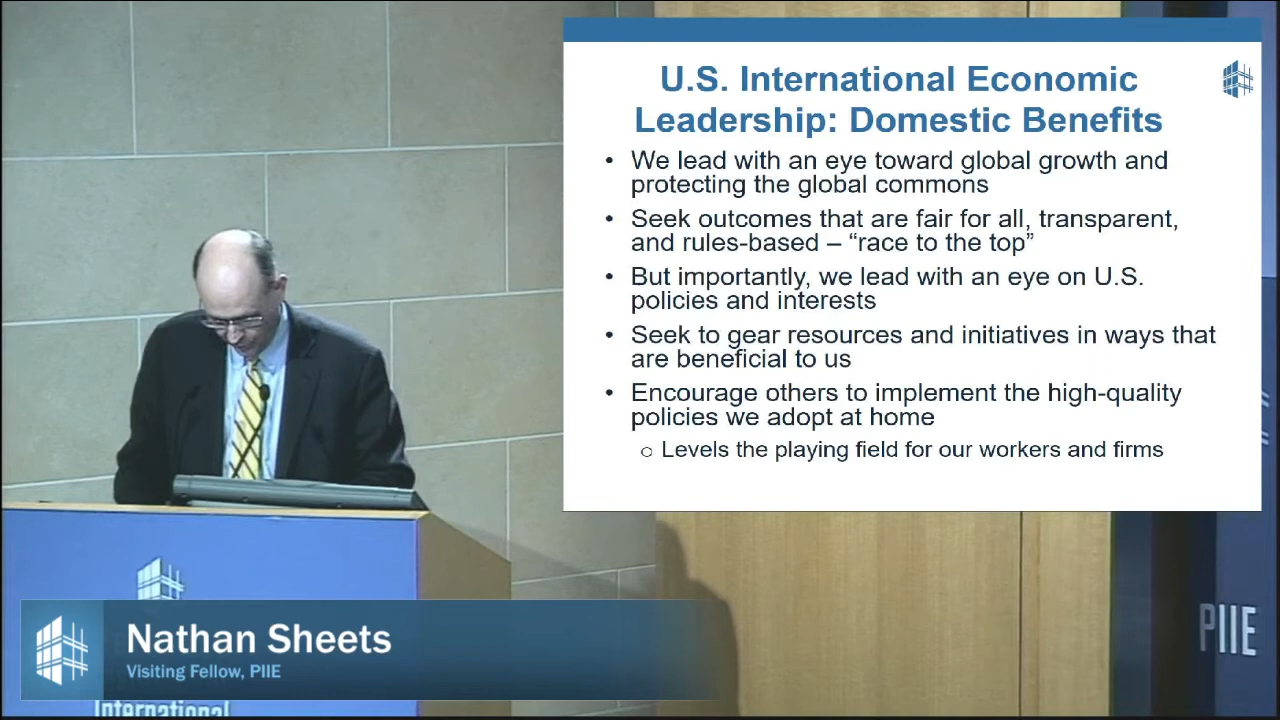 U.S. International Economic
Leadership: Domestic Benefits
• We lead with an eye toward global growth and
protecting the global commons
• Seek outcomes that are fair for all, transparent,
and rules-based – “race to the top”
• But importantly, we lead with an eye on U.S.
policies and interests
• Seek to gear resources and initiatives in ways that
are beneficial to us
• Encourage others to implement the high-quality
policies we adopt at home
○ Levels the playing field for our workers and firms
Nathan Sheets
Visiting Fellow, PIIE
International
PIIE